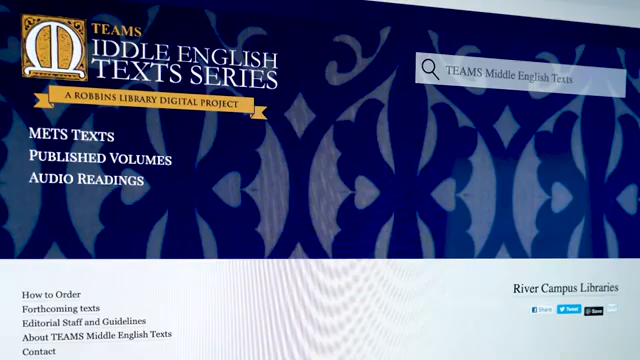 TEAMS
MIDDLE ENGLISH
TEXTS SERIES
A ROBBINS LIBRARY DIGITAL PROJECT
TEAMS Middle English Texts
METS TEXTS
PUBLISHED VOLUMES
AUDIO READINGS
How to Order
Forthcoming texts
Editorial Staff and Guidelines
About TEAMS Middle English Texts
Contact
River Campus Libraries
Share
Tweet
Save